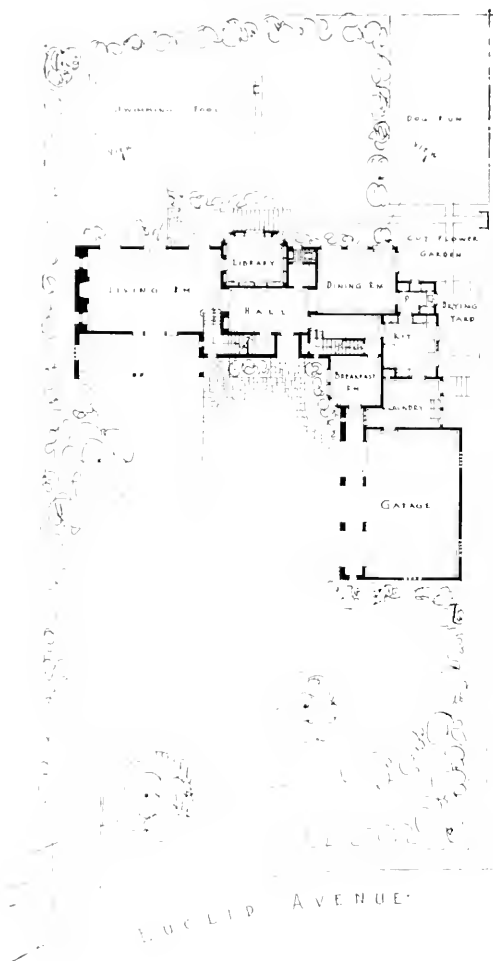 SWIMMING POOL
DOG RUN
CUT FLOWER
GARDEN
LIBRARY
LIVING RM
DINING RM
HALL
P
DRYING
YARD
KIT
BREAKFAST
RM
LAUNDRY
GARAGE
EUCLID AVENUE